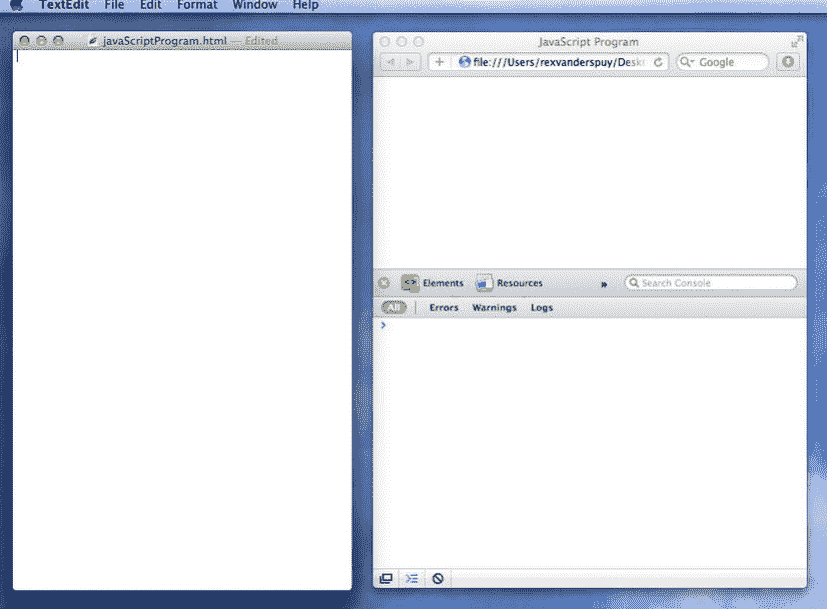 TextEdit File Edit Format Window Help
javaScriptProgram.html — Edited
JavaScript Program
file:///Users/rexvanderspuy/Desk
Google
Elements Resources » Search Console
All Errors Warnings Logs